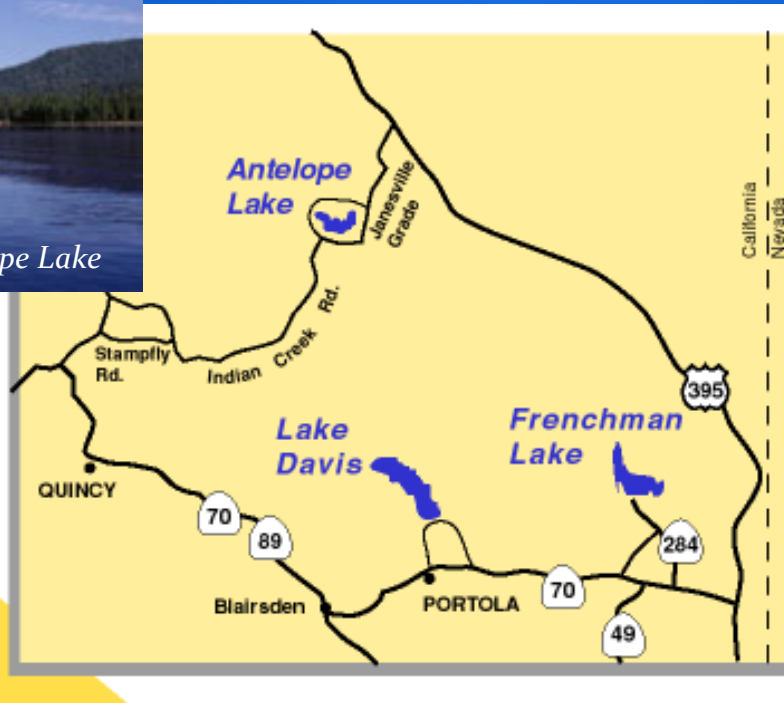 Antelope
Lake
Janesville
Grade
California
Nevada
pe Lake
Indian Creek Rd.
Stampfly
Rd.
395
Lake
Davis
Frenchman
Lake
QUINCY
70
89
284
Blairsden
PORTOLA
70
49